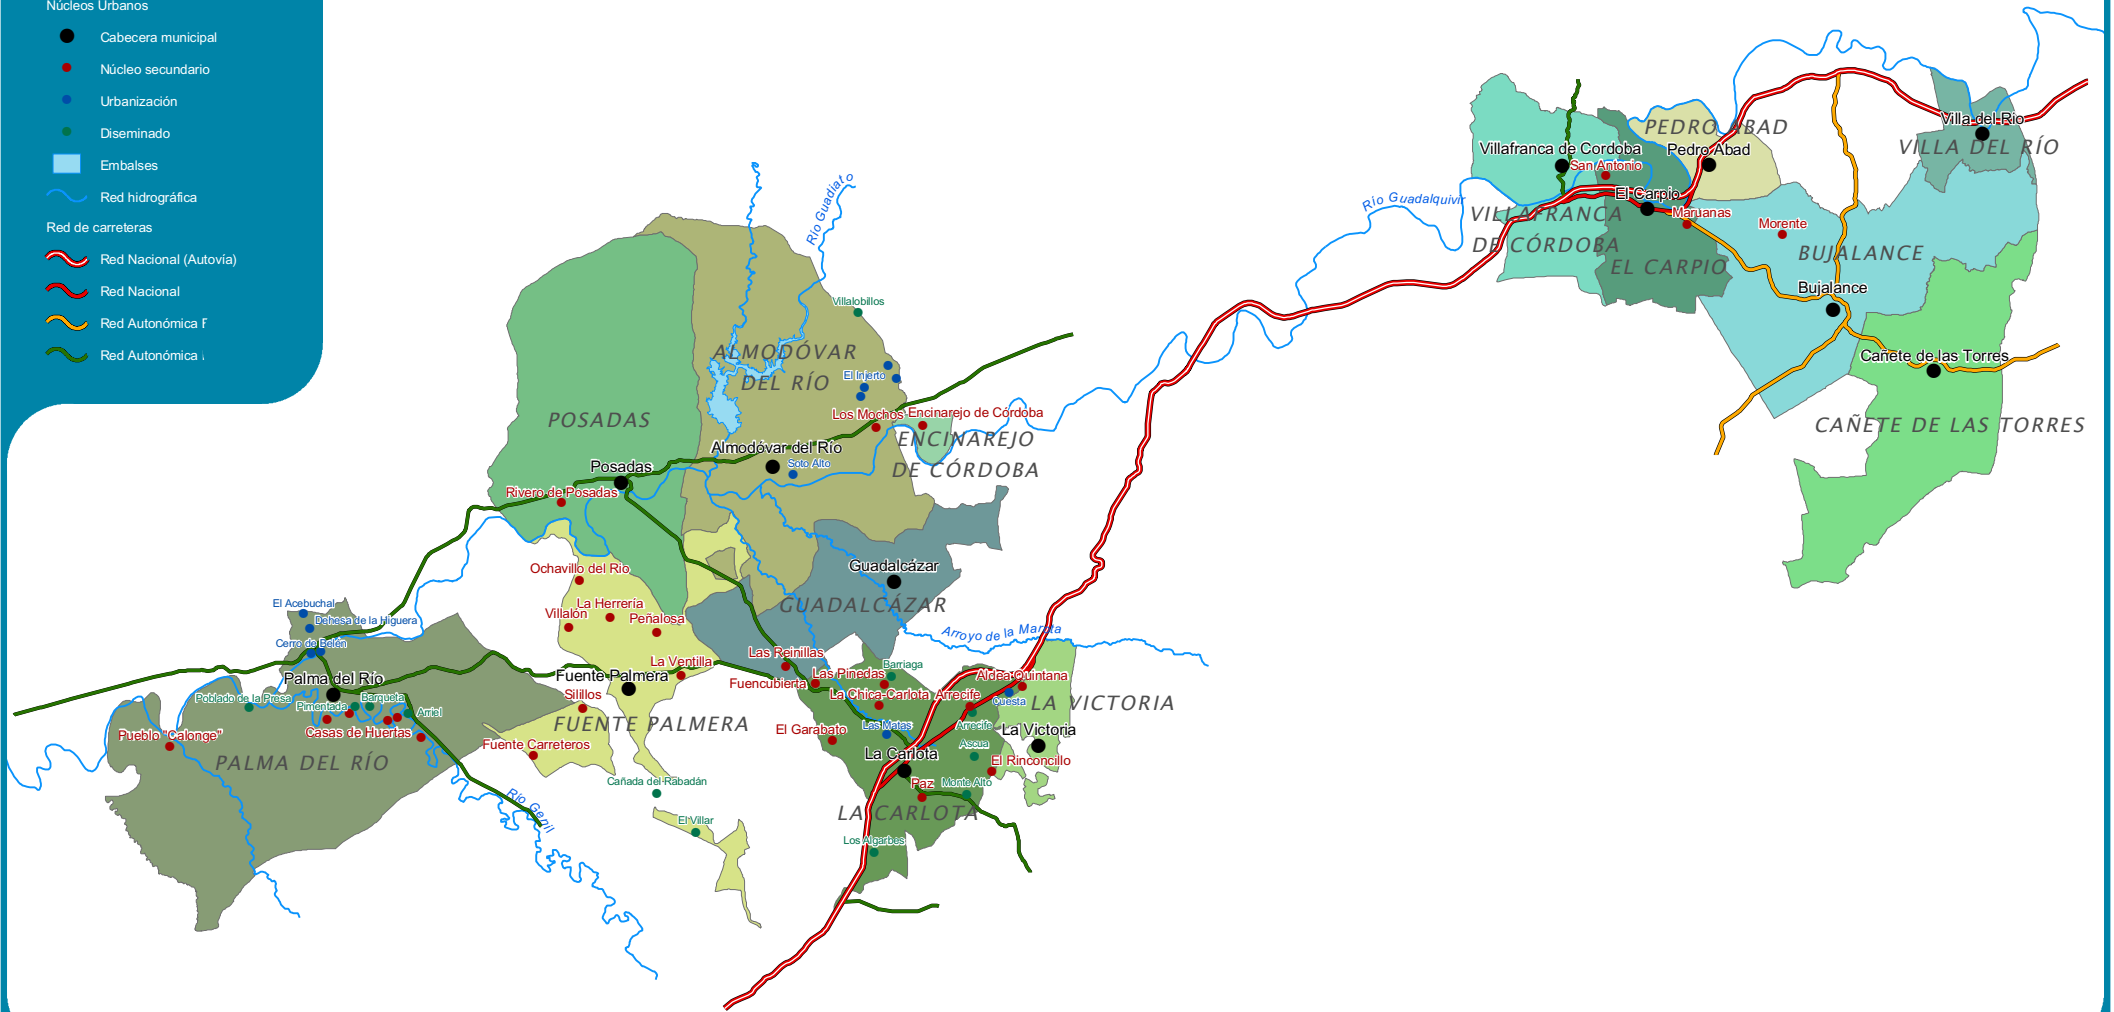 Núcleos Urbanos
Cabecera municipal
Núcleo secundario
Urbanización
Diseminado
Embalses
Red hidrográfica
Red de carreteras
Red Nacional (Autovía)
Red Nacional
Red Autonómica
Red Autonómica
Río Guadiato
Villalobillos
ALMODÓVAR
DEL RÍO
El Injerto
Los Mochos
Encinarejo de Córdoba
ENCINAREJO
DE CÓRDOBA
POSADAS
Almodóvar del Río
Soto Alto
Posadas
Rivero de Posadas
Guadalcázar
GUADALCÁZAR
Ochavillo del Rio
La Herrería
Villalón
Peñalosa
El Acebuchal
Dehesa de la Higuera
Cerro de Belén
Arroyo de la Marota
Las Reinillas
La Ventilla
Fuente Palmera
Fuencubierta
Las Pinedas
Barriaga
La Chica-Carlota
Arrecife
Aldea Quintana
Cuesta
LA VICTORIA
Palma del Río
Poblado de la Presa
Pimentada
Barqueta
Arriel
Casas de Huertas
Pueblo "Calonge"
PALMA DEL RÍO
Silillos
FUENTE PALMERA
Fuente Carreteros
El Garabato
Las Matas
Arrecife
La Victoria
Ascua
La Carlota
El Rinconcillo
Cañada del Rabadán
Paz
Monte Alto
Río Genil
El Villar
LA CARLOTA
Los Algarbes
Río Guadalquivir
Villafranca de Cordoba
San Antonio
PEDRO ABAD
Pedro Abad
Villa del Rio
VILLA DEL RÍO
El Carpio
VILLAFRANCA
DE CÓRDOBA
Maruanas
Morente
EL CARPIO
BUJALANCE
Bujalance
Cañete de las Torres
CAÑETE DE LAS TORRES